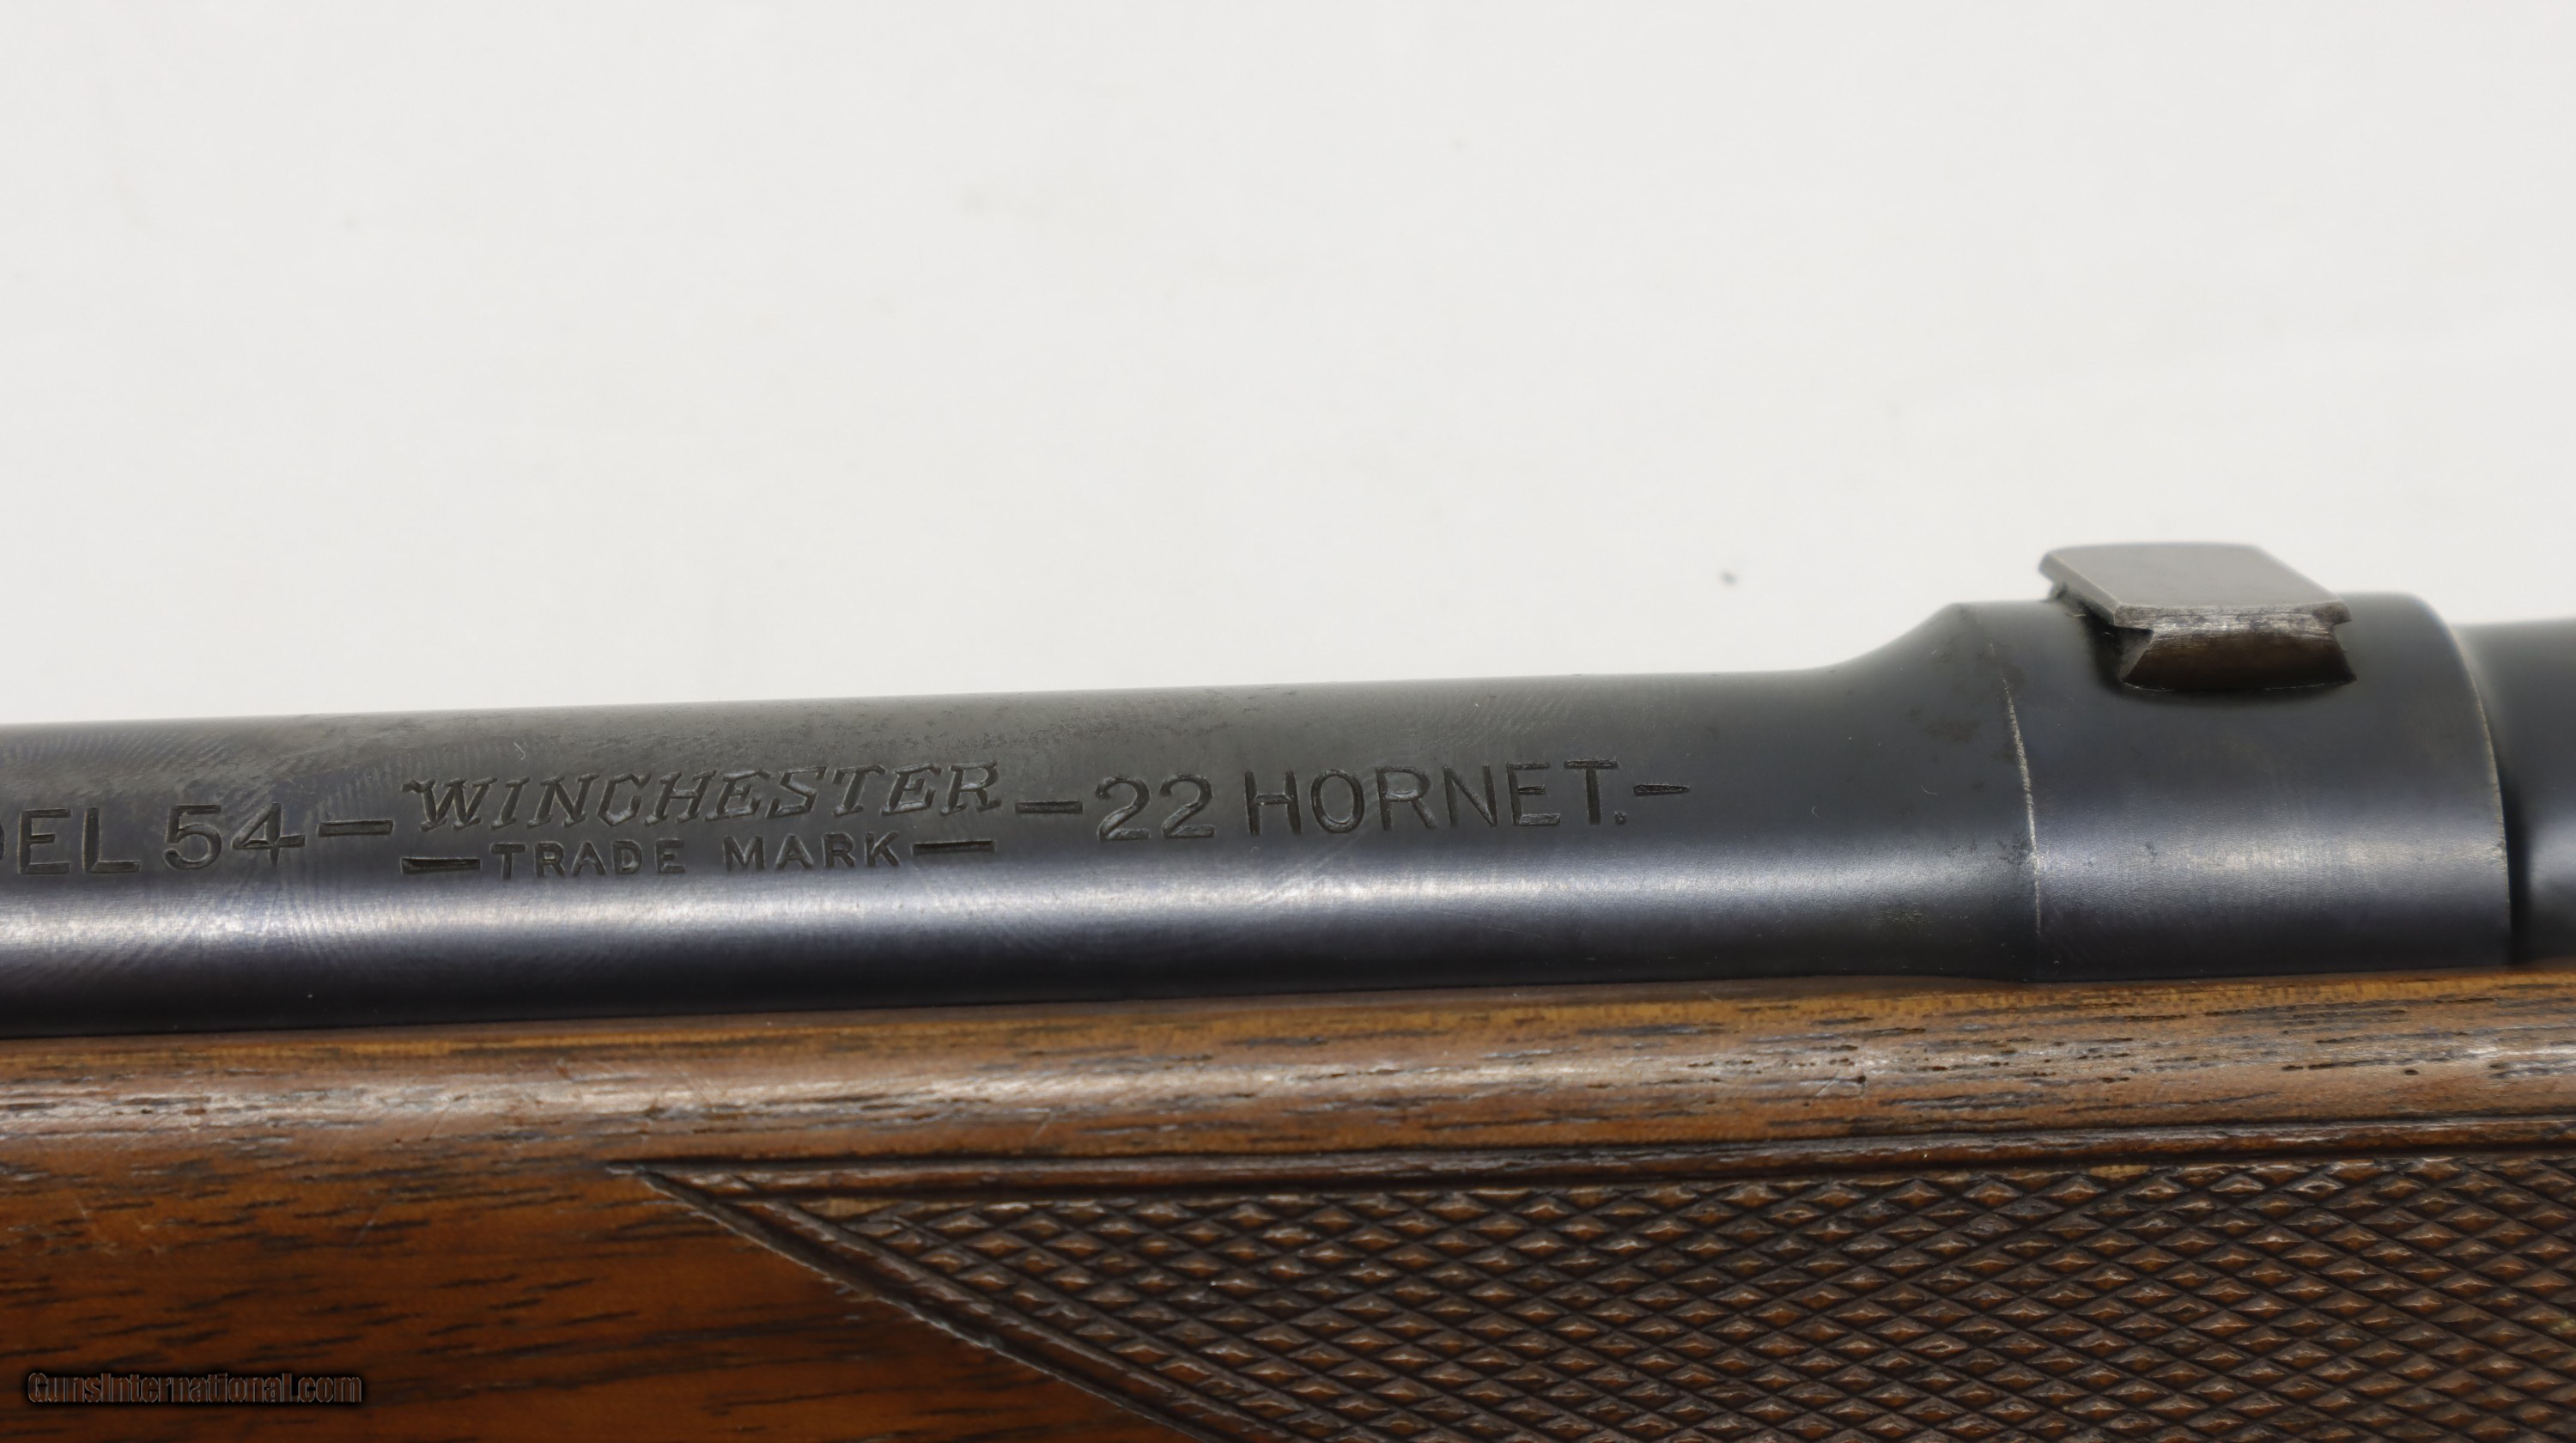 DEL 54-WINCHESTER-22 HORNET.-
-TRADE MARK-
GunsInternational.com